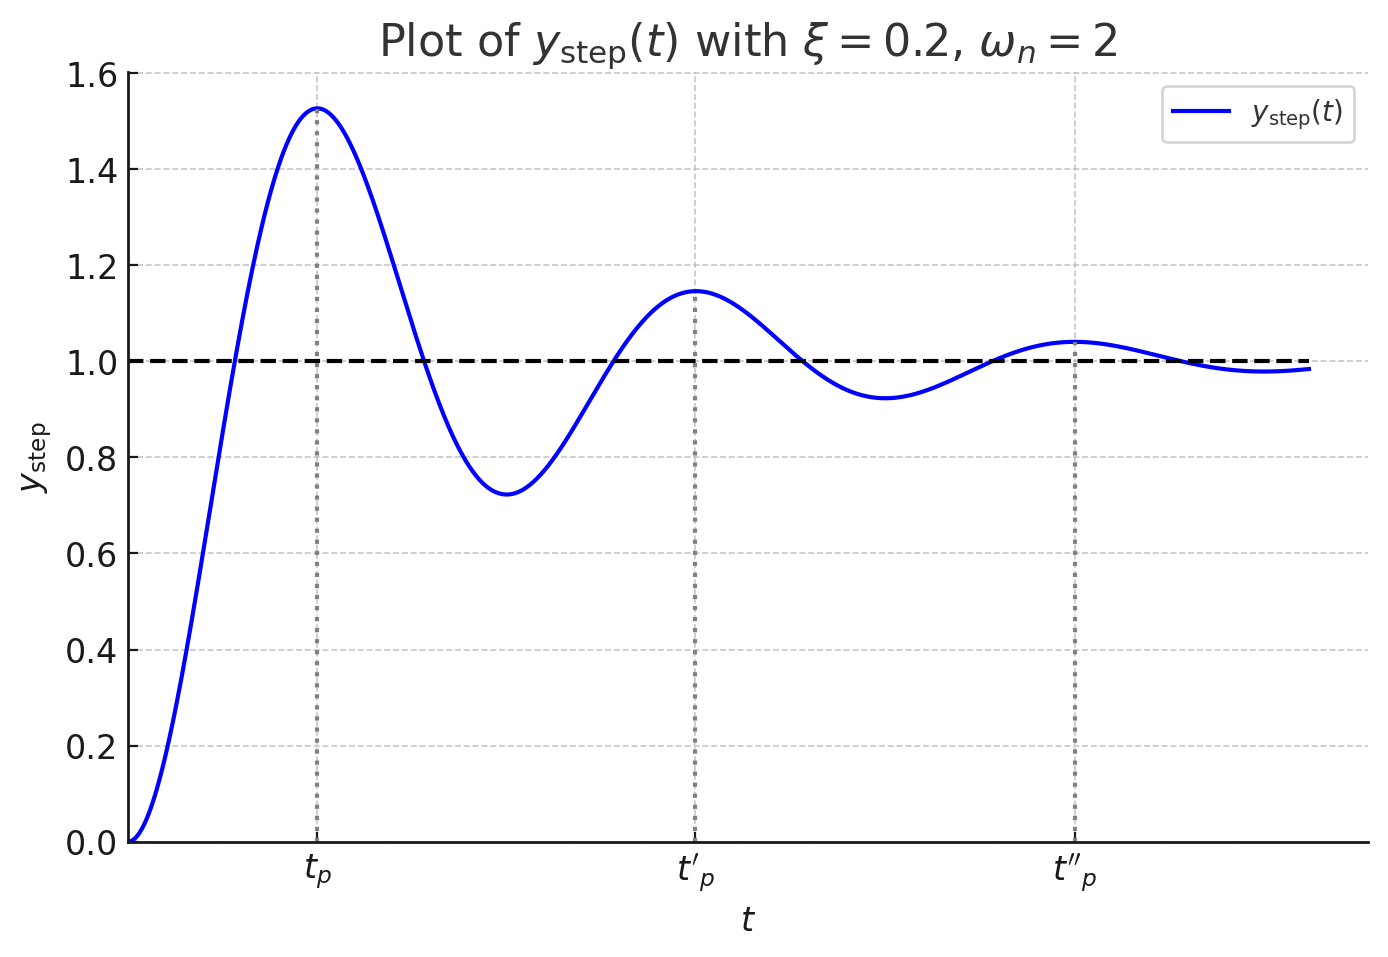 Plot of y_step(t) with ξ = 0.2, ω_n = 2
y_step(t)
1.6
1.4
1.2
1.0
0.8
0.6
0.4
0.2
0.0
y_step
t_p
t′_p
t″_p
t